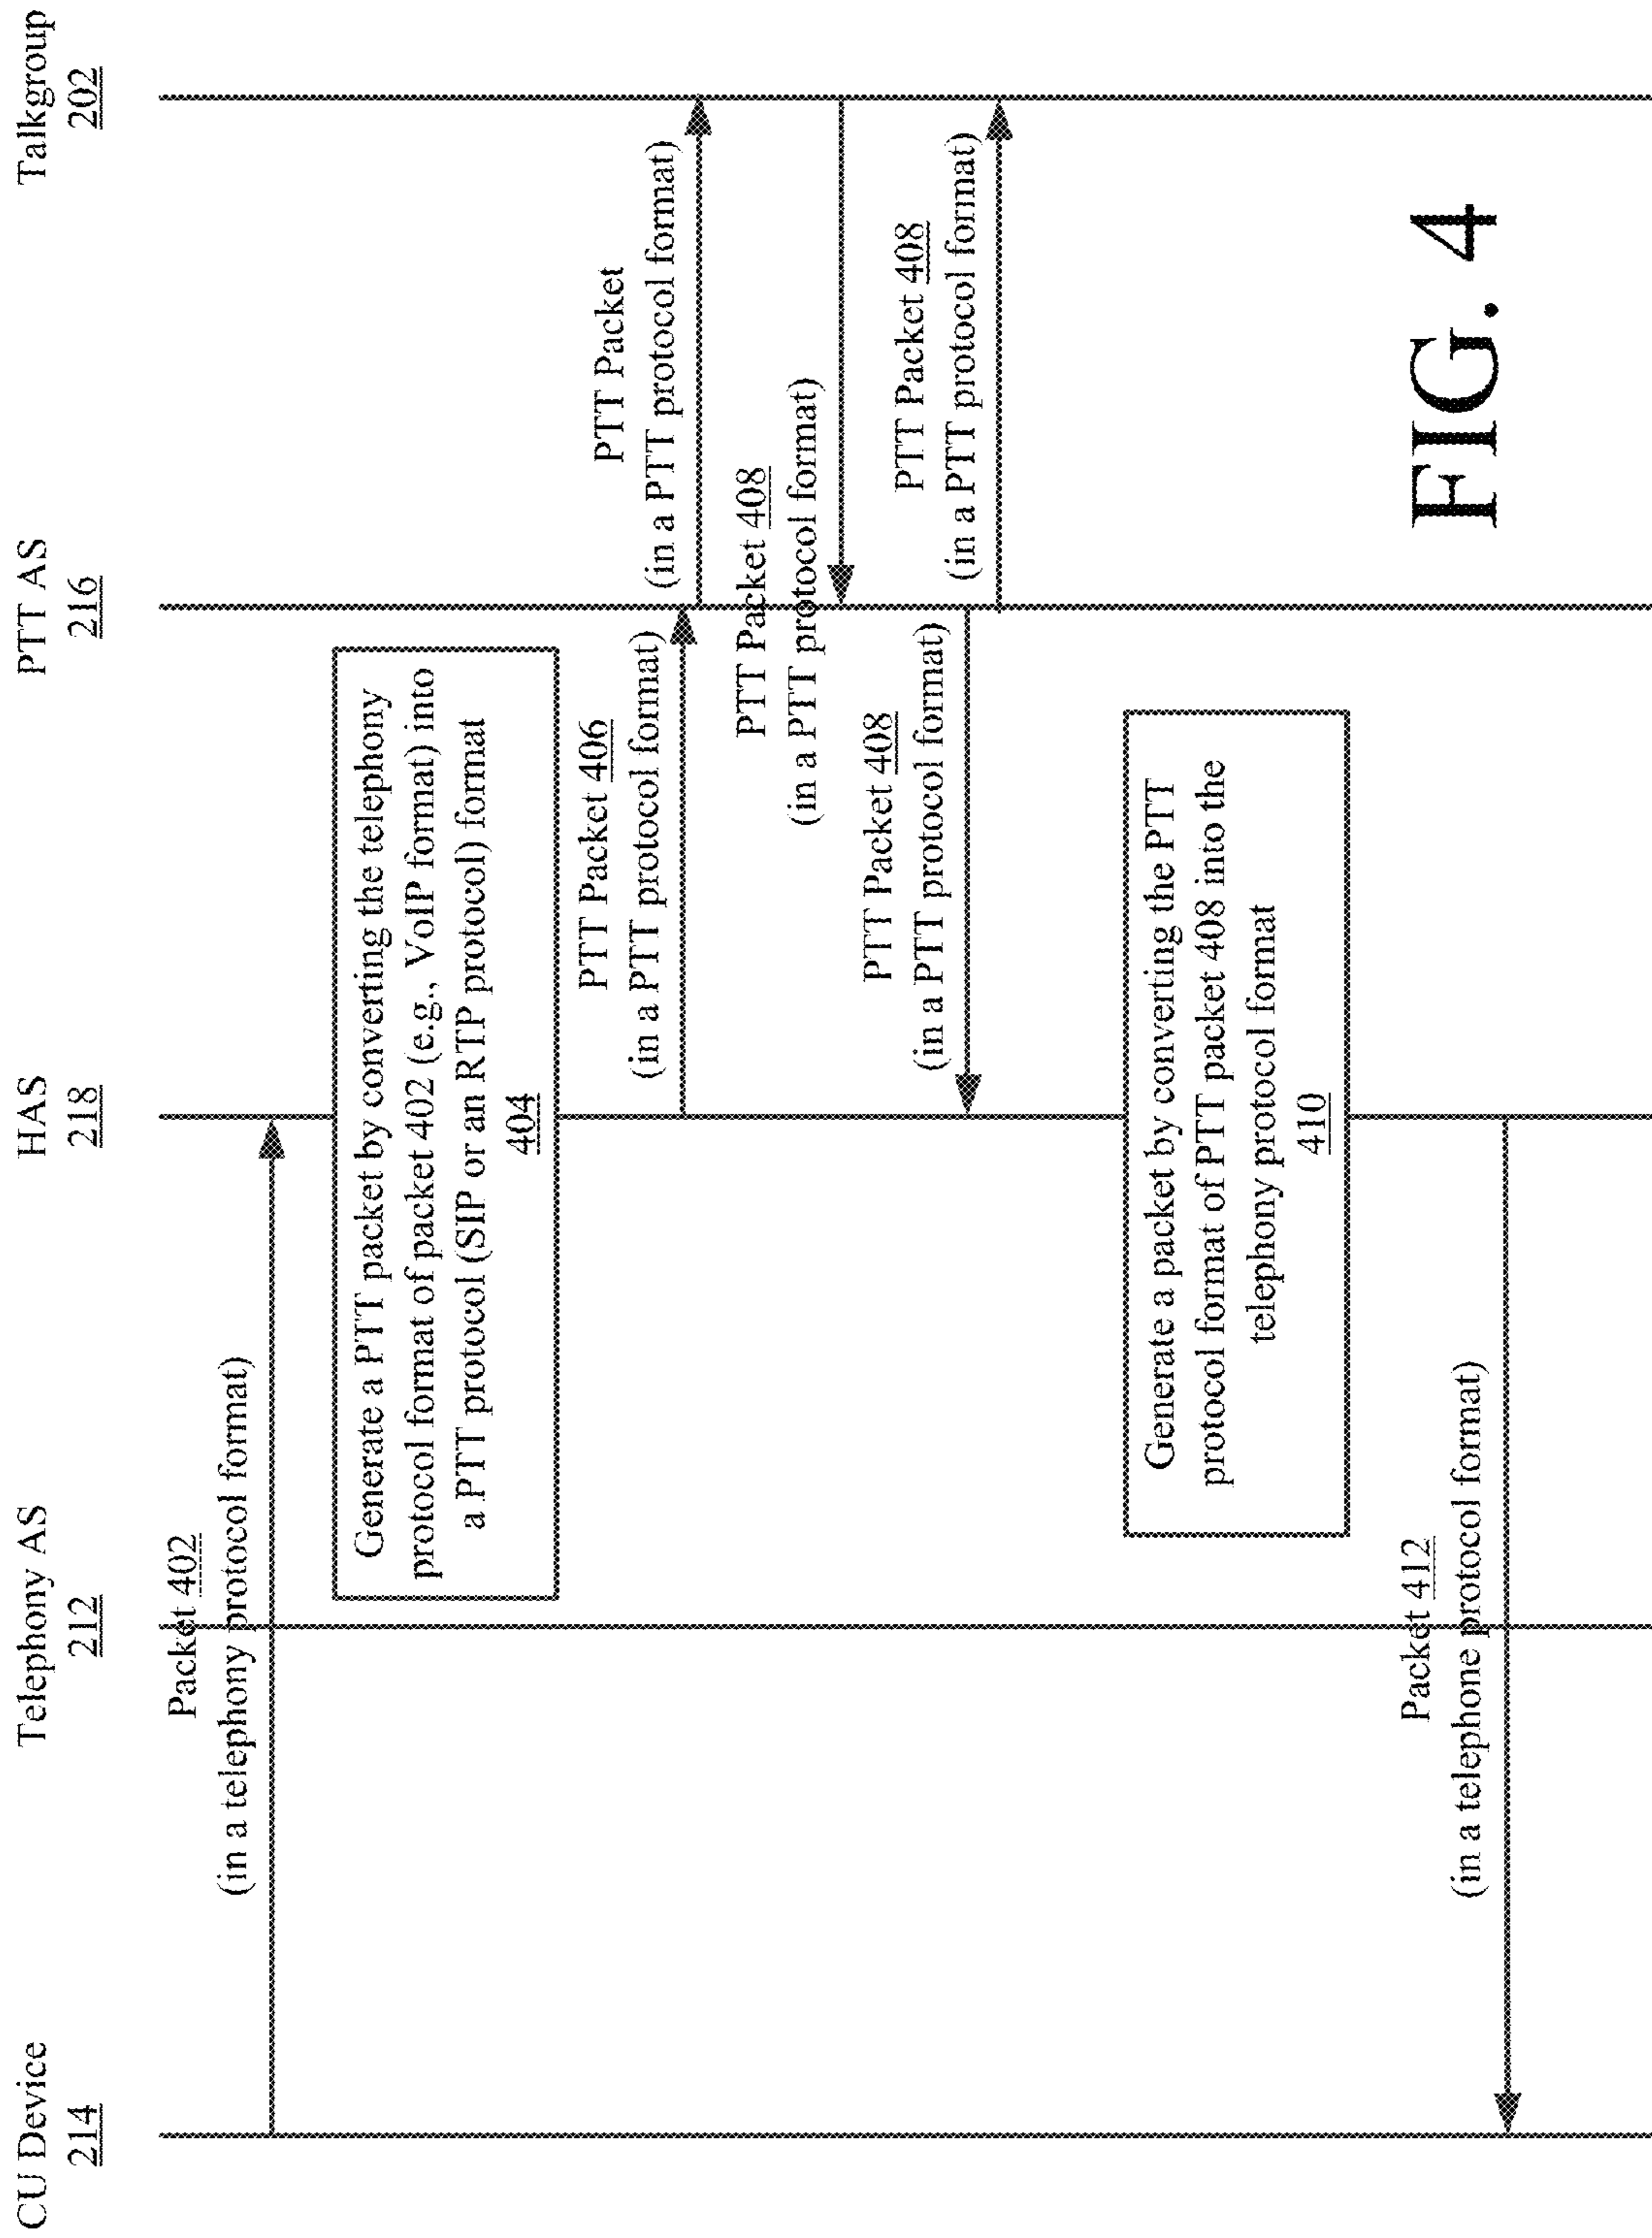 CU Device
214
Telephony AS
212
HAS
218
PTT AS
216
Talkgroup
202
Packet 402
(in a telephony protocol format)
Generate a PTT packet by converting the telephony
protocol format of packet 402 (e.g., VoIP format) into
a PTT protocol (SIP or an RTP protocol) format
404
PTT Packet 406
(in a PTT protocol format)
PTT Packet
(in a PTT protocol format)
PTT Packet 408
(in a PTT protocol format)
PTT Packet 408
(in a PTT protocol format)
PTT Packet 408
(in a PTT protocol format)
Generate a packet by converting the PTT
protocol format of PTT packet 408 into the
telephony protocol format
410
Packet 412
(in a telephone protocol format)
FIG. 4